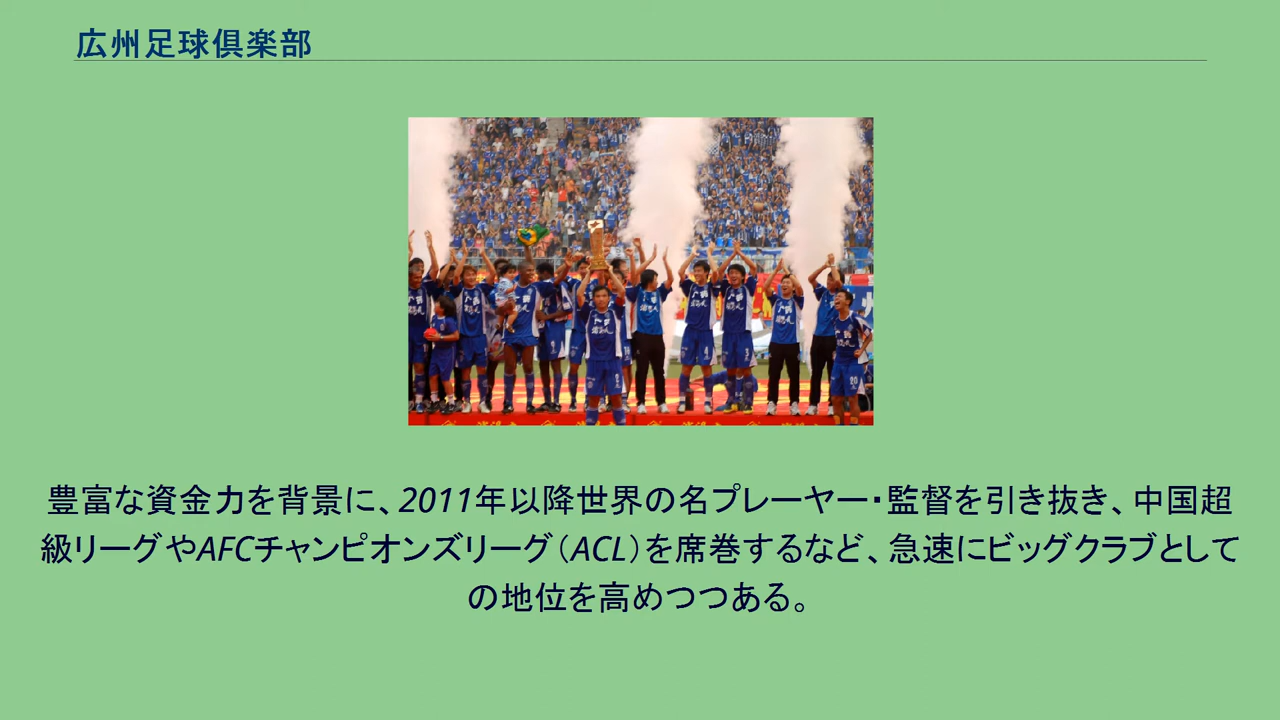 広州足球倶楽部
豊富な資金力を背景に、2011年以降世界の名プレーヤー・監督を引き抜き、中国超
級リーグやAFCチャンピオンズリーグ（ACL）を席巻するなど、急速にビッグクラブとして
の地位を高めつつある。